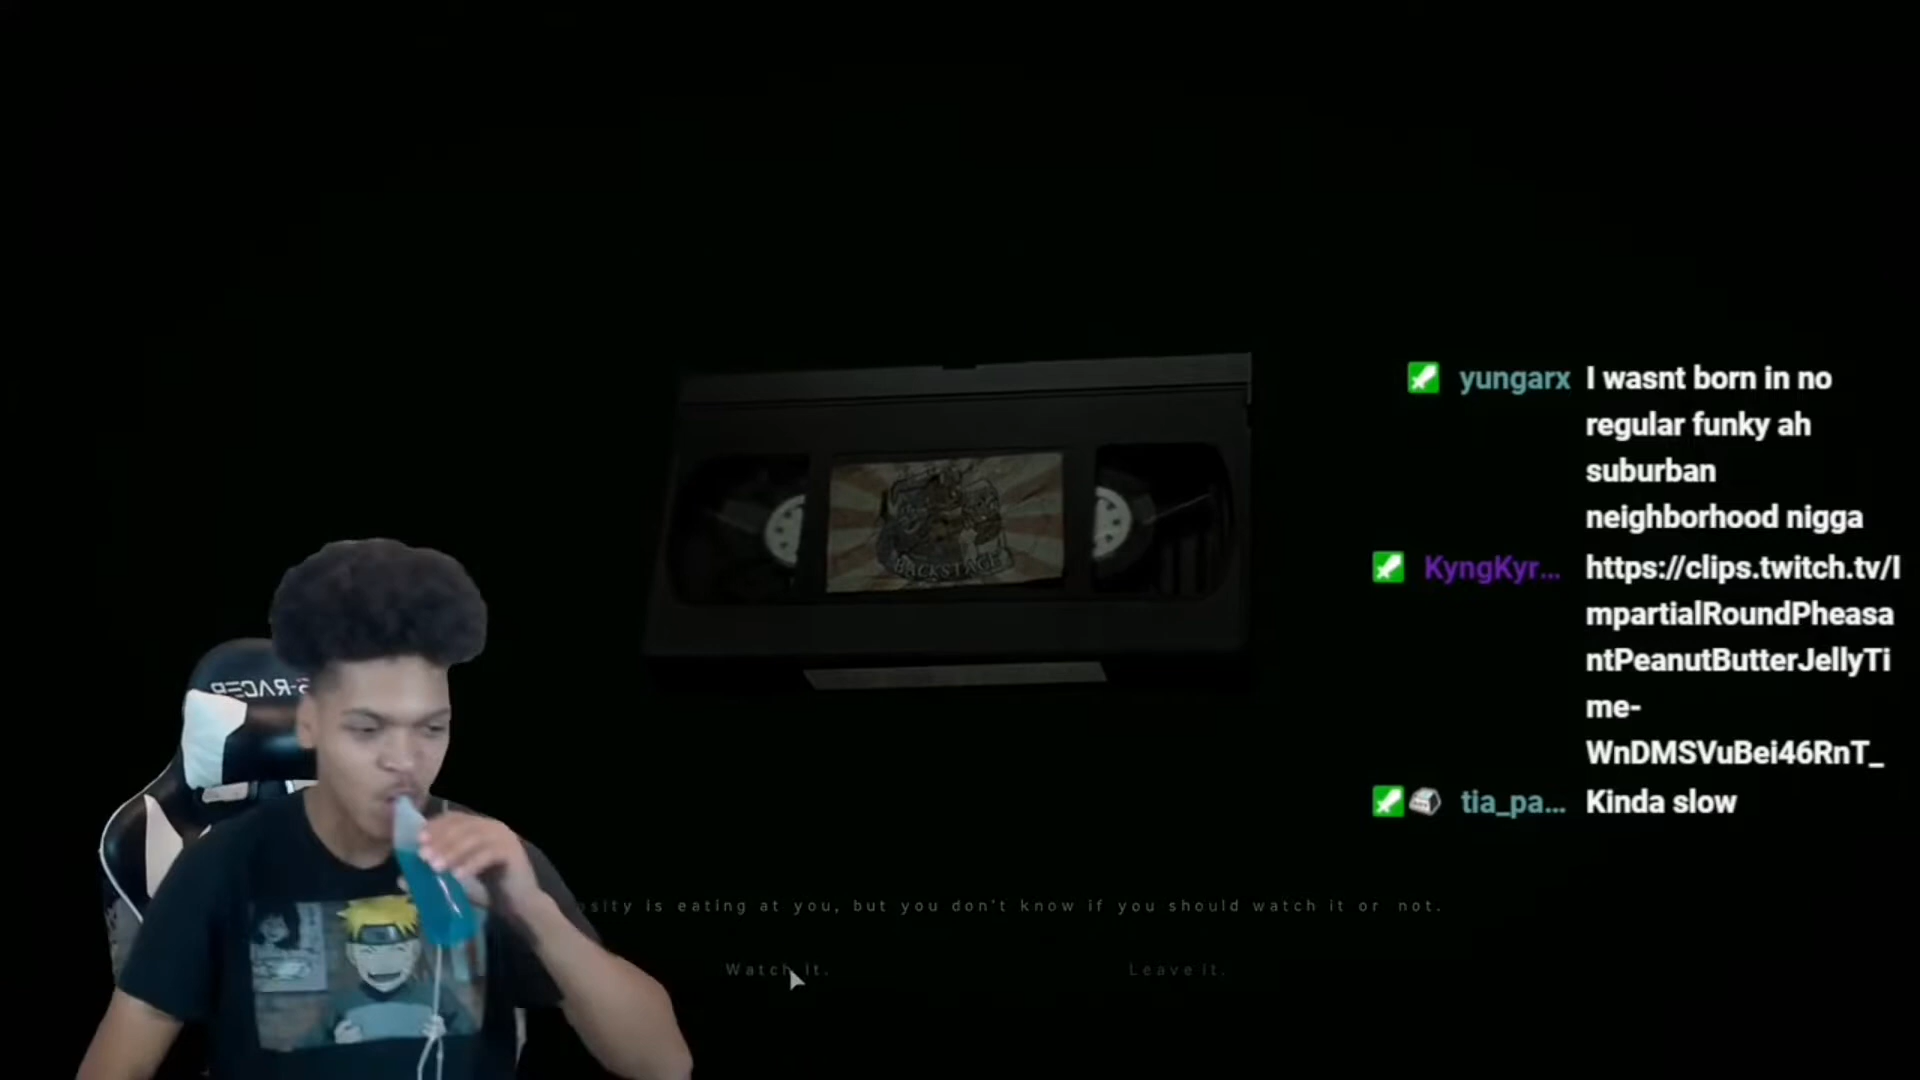 yungarx I wasnt born in no
regular funky ah
suburban
neighborhood nigga
KyngKyr... https://clips.twitch.tv/I
mpartialRoundPheasa
ntPeanutButterJellyTi
me-
WnDMSVuBei46RnT_
tia_pa... Kinda slow
BACKSTAGE
is eating at you, but you don't know if you should watch it or not.
Watch it.
Leave it.